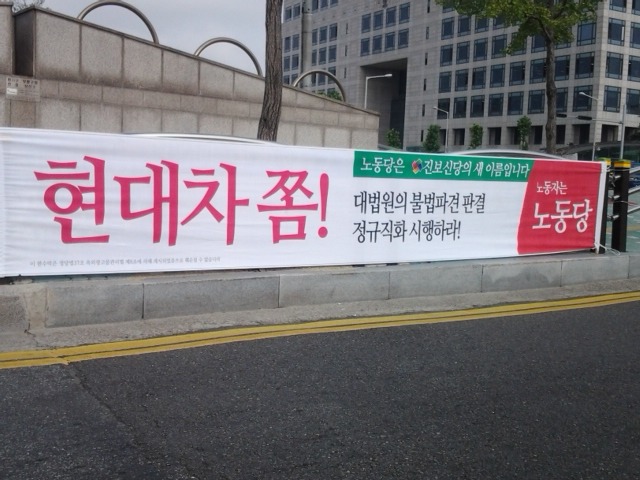 현대차 쫌!
노동당은 진보신당의 새 이름입니다
대법원의 불법파견 판결
정규직화 시행하라!
노동자는
노동당